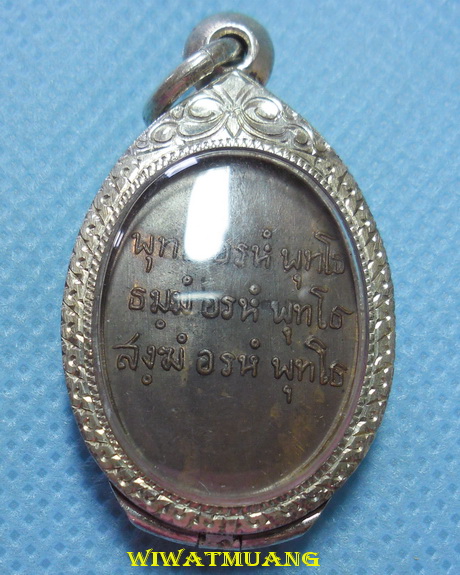 อรหํ พุทโธ
ธมฺมํ อรหํ พุทโธ
สงฺฆํ อรหํ พุทโธ
WIWATMUANG